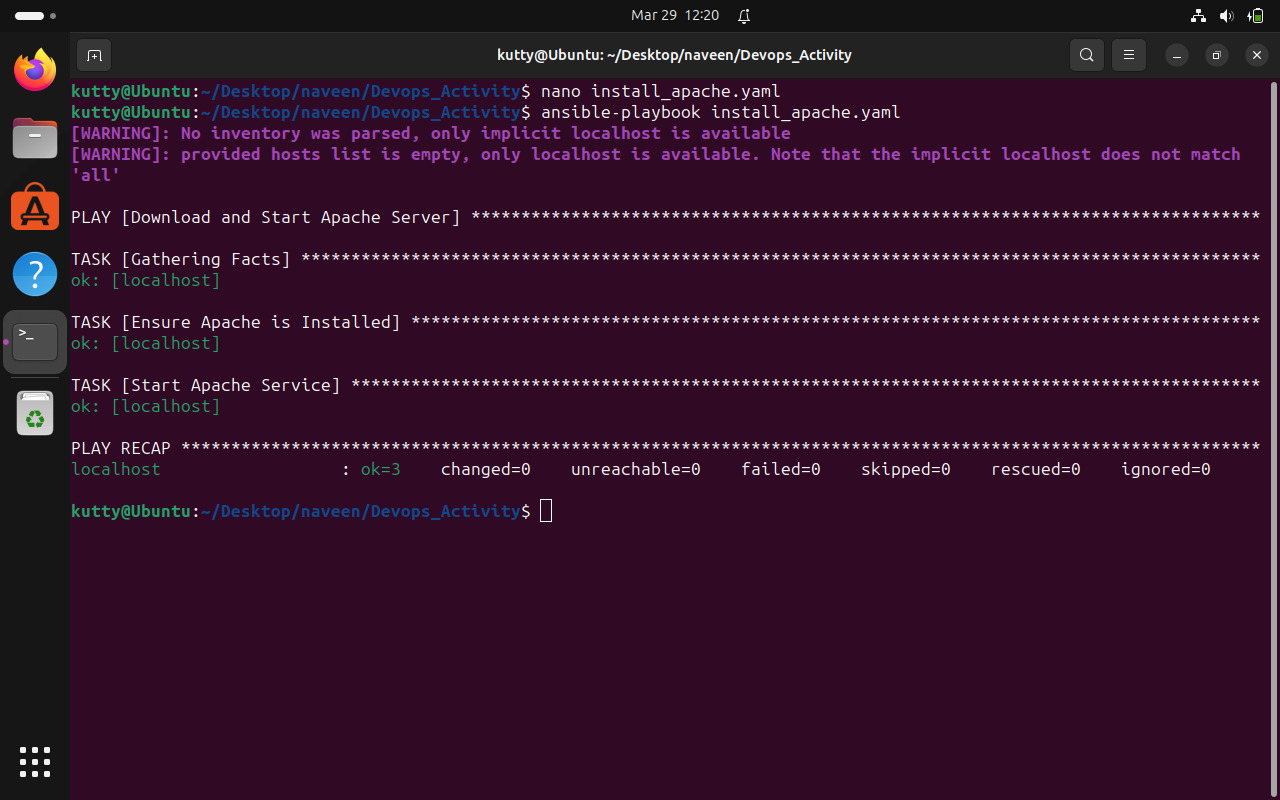 Mar 29 12:20
kutty@Ubuntu: ~/Desktop/naveen/Devops_Activity
kutty@Ubuntu:~/Desktop/naveen/Devops_Activity$ nano install_apache.yaml
kutty@Ubuntu:~/Desktop/naveen/Devops_Activity$ ansible-playbook install_apache.yaml
[WARNING]: No inventory was parsed, only implicit localhost is available
[WARNING]: provided hosts list is empty, only localhost is available. Note that the implicit localhost does not match
'all'
PLAY [Download and Start Apache Server] *******************************************************************************
TASK [Gathering Facts] ************************************************************************************************
ok: [localhost]
TASK [Ensure Apache is Installed] *************************************************************************************
ok: [localhost]
TASK [Start Apache Service] *******************************************************************************************
ok: [localhost]
PLAY RECAP ************************************************************************************************************
localhost                  : ok=3    changed=0    unreachable=0    failed=0    skipped=0    rescued=0    ignored=0
kutty@Ubuntu:~/Desktop/naveen/Devops_Activity$